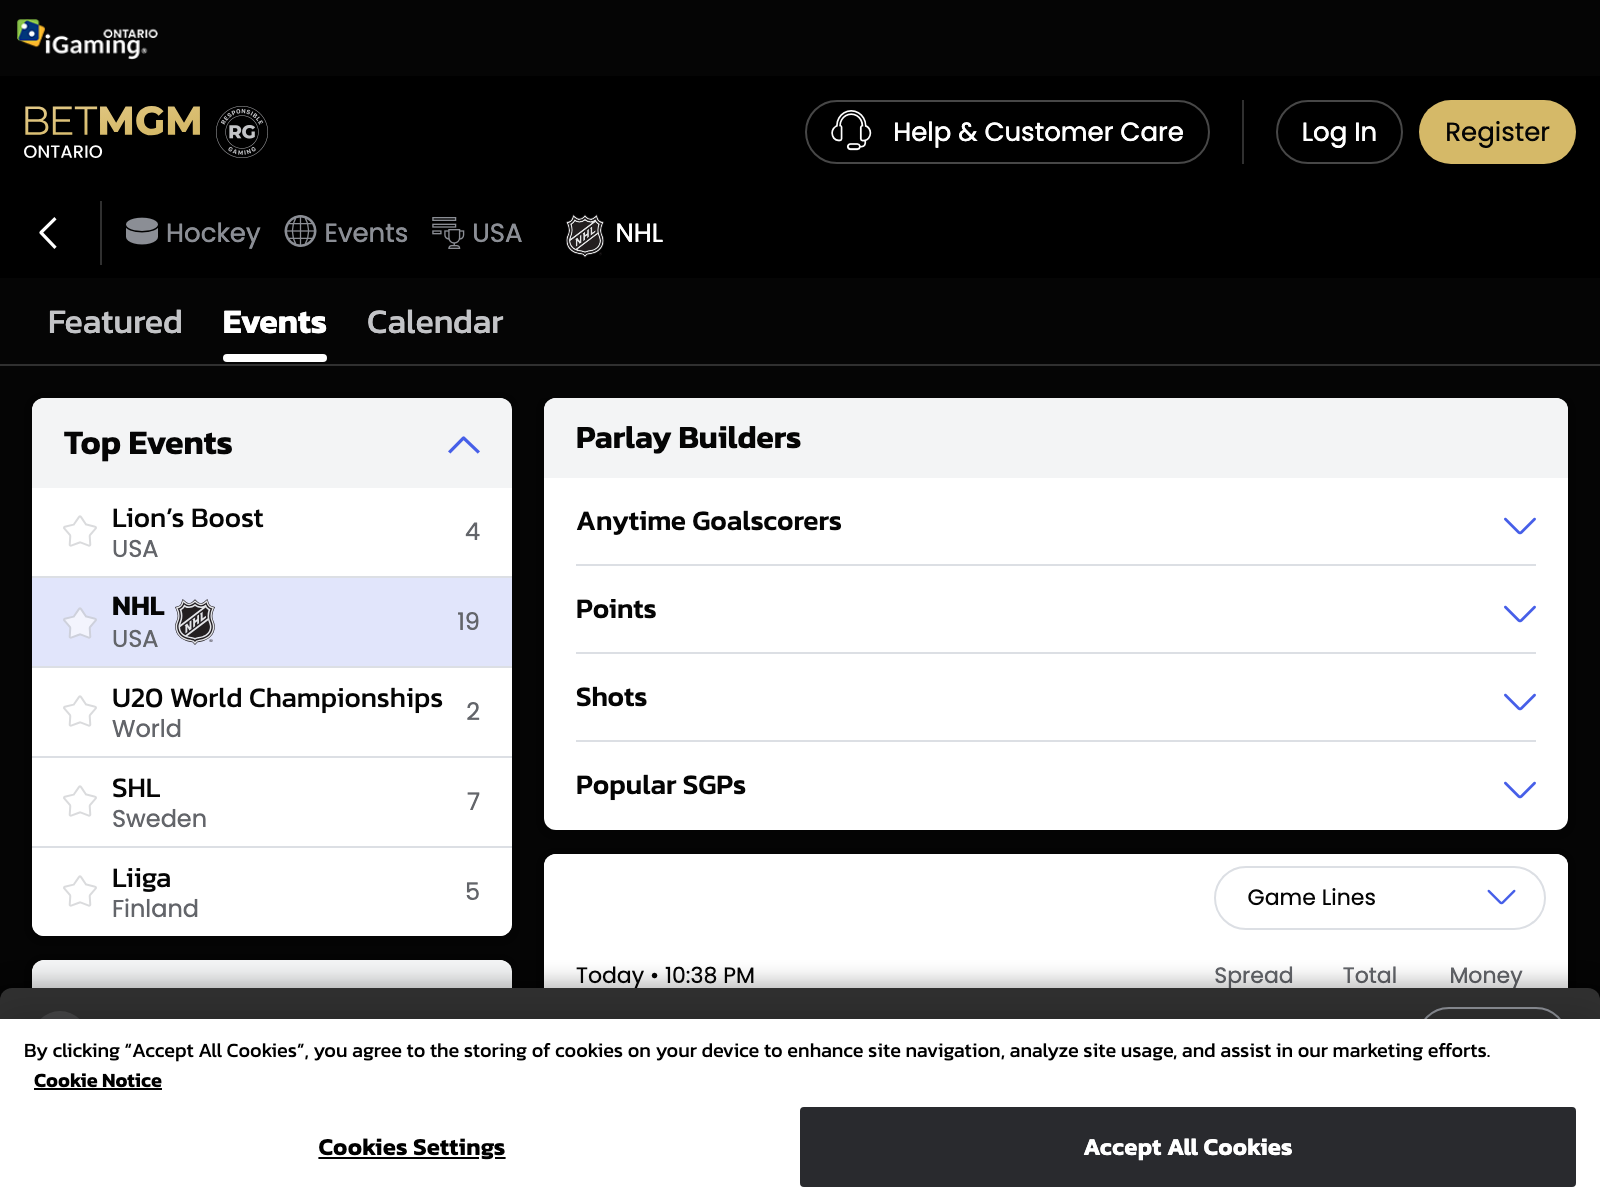 iGaming ONTARIO
BETMGM
ONTARIO
RESPONSIBLE
RG
GAMING
Help & Customer Care
Log In
Register
Hockey
Events
USA
NHL
NHL
Featured
Events
Calendar
Top Events
Lion’s Boost
USA
4
NHL
USA
NHL
19
U20 World Championships
World
2
SHL
Sweden
7
Liiga
Finland
5
Parlay Builders
Anytime Goalscorers
Points
Shots
Popular SGPs
Game Lines
Today • 10:38 PM
Spread Total Money
By clicking “Accept All Cookies”, you agree to the storing of cookies on your device to enhance site navigation, analyze site usage, and assist in our marketing efforts.
Cookie Notice
Cookies Settings
Accept All Cookies